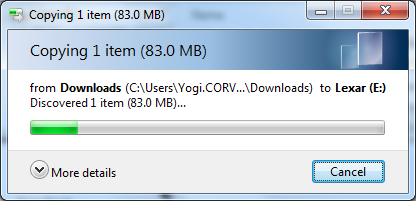 Copying 1 item (83.0 MB)
Copying 1 item (83.0 MB)
from Downloads (C:\Users\Yogi.CORV...\Downloads) to Lexar (E:)
Discovered 1 item (83.0 MB)...
More details
Cancel